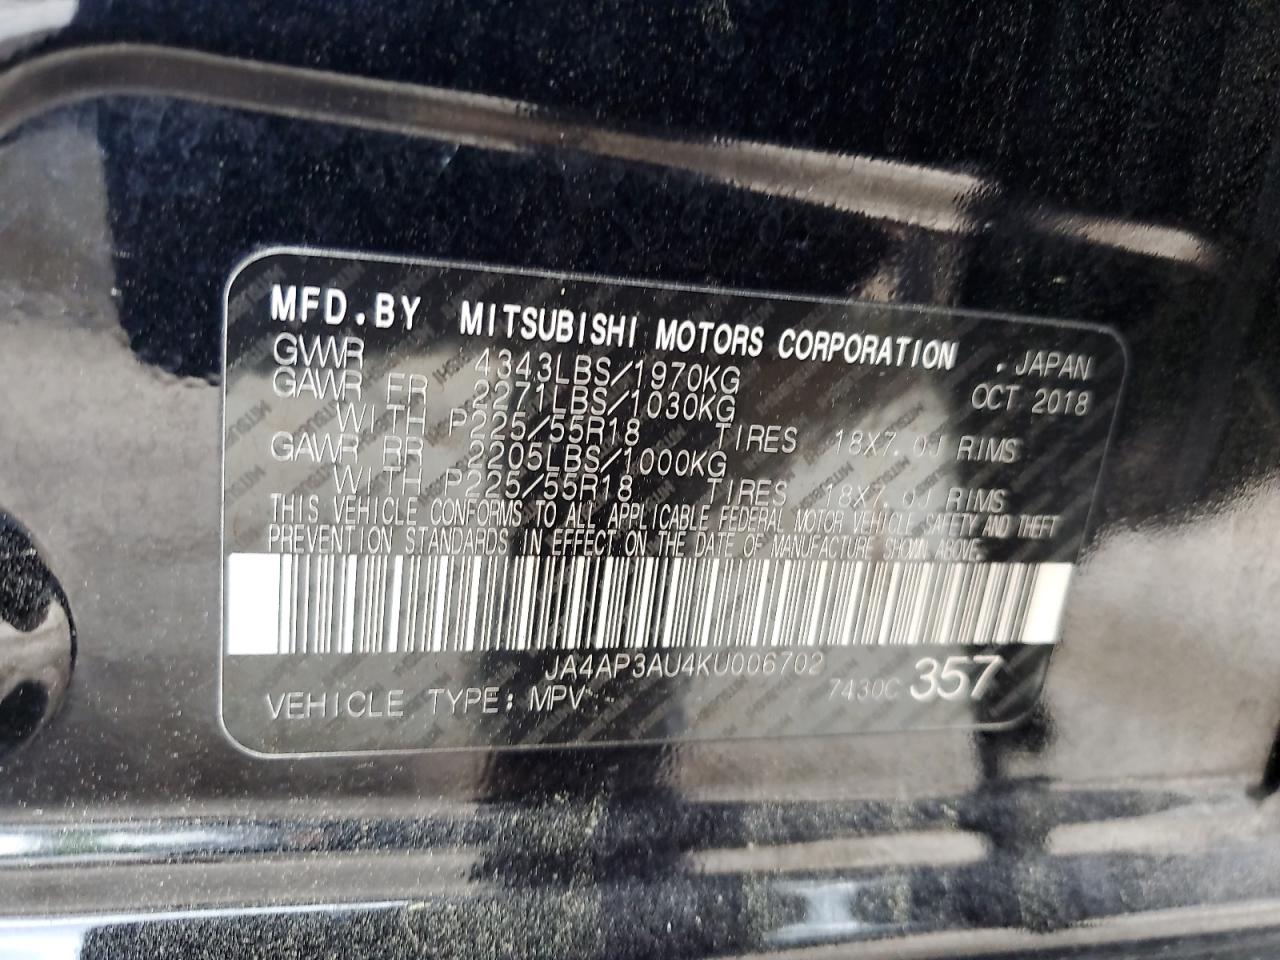 MFD.BY MITSUBISHI MOTORS CORPORATION . JAPAN
GVWR 4343LBS/1970KG OCT 2018
GAWR FR 2271LBS/1030KG
WITH P225/55R18 TIRES 18X7.0J RIMS
GAWR RR 2205LBS/1000KG
WITH P225/55R18 TIRES 18X7.0J RIMS
THIS VEHICLE CONFORMS TO ALL APPLICABLE FEDERAL MOTOR VEHICLE SAFETY AND THEFT
PREVENTION STANDARDS IN EFFECT ON THE DATE OF MANUFACTURE SHOWN ABOVE.
JA4AP3AU4KU006702
VEHICLE TYPE: MPV 7430C 357